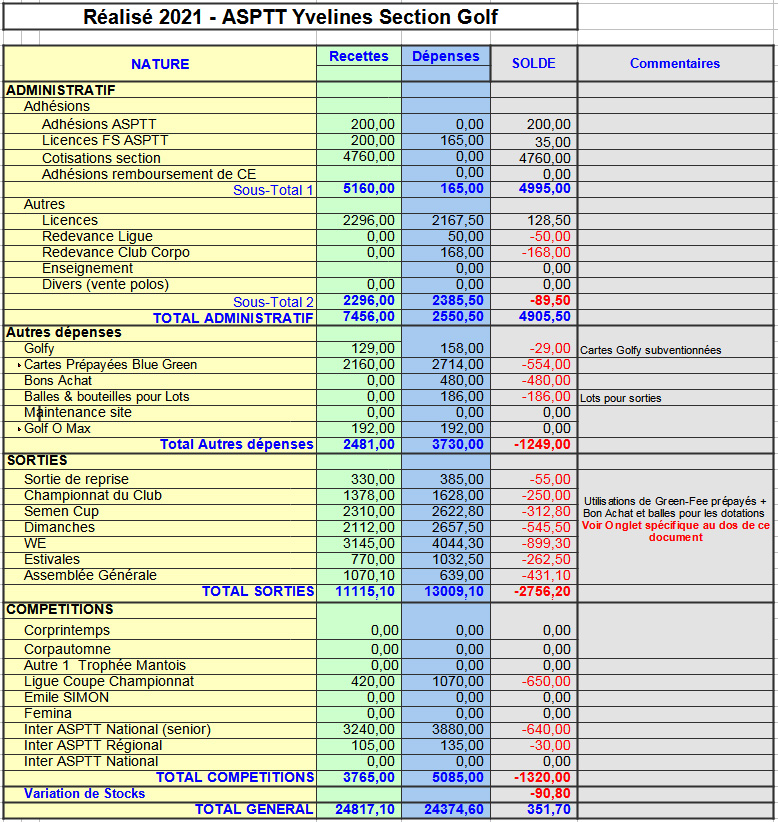 Réalisé 2021 - ASPTT Yvelines Section Golf
NATURE Recettes Dépenses SOLDE Commentaires
ADMINISTRATIF
Adhésions
Adhésions ASPTT 200,00 0,00 200,00
Licences FS ASPTT 200,00 165,00 35,00
Cotisations section 4760,00 0,00 4760,00
Adhésions remboursement de CE 0,00 0,00
Sous-Total 1 5160,00 165,00 4995,00
Autres
Licences 2296,00 2167,50 128,50
Redevance Ligue 0,00 50,00 -50,00
Redevance Club Corpo 0,00 168,00 -168,00
Enseignement 0,00 0,00
Divers (vente polos) 0,00 0,00 0,00
Sous-Total 2 2296,00 2385,50 -89,50
TOTAL ADMINISTRATIF 7456,00 2550,50 4905,50
Autres dépenses
Golfy 129,00 158,00 -29,00 Cartes Golfy subventionnées
Cartes Prépayées Blue Green 2160,00 2714,00 -554,00
Bons Achat 0,00 480,00 -480,00
Balles & bouteilles pour Lots 0,00 186,00 -186,00 Lots pour sorties
Maintenance site 0,00 0,00 0,00
Golf O Max 192,00 192,00 0,00
Total Autres dépenses 2481,00 3730,00 -1249,00
SORTIES
Sortie de reprise 330,00 385,00 -55,00
Championnat du Club 1378,00 1628,00 -250,00
Semen Cup 2310,00 2622,80 -312,80
Dimanches 2112,00 2657,50 -545,50
WE 3145,00 4044,30 -899,30
Estivales 770,00 1032,50 -262,50
Assemblée Générale 1070,10 639,00 -431,10
Utilisations de Green-Fee prépayés +
Bon Achat et balles pour les dotations
Voir Onglet spécifique au dos de ce
document
TOTAL SORTIES 11115,10 13009,10 -2756,20
COMPETITIONS
Corprintemps 0,00 0,00 0,00
Corpautomne 0,00 0,00 0,00
Autre 1 Trophée Mantois 0,00 0,00 0,00
Ligue Coupe Championnat 420,00 1070,00 -650,00
Emile SIMON 0,00 0,00 0,00
Femina 0,00 0,00 0,00
Inter ASPTT National (senior) 3240,00 3880,00 -640,00
Inter ASPTT Régional 105,00 135,00 -30,00
Inter ASPTT National 0,00 0,00 0,00
TOTAL COMPETITIONS 3765,00 5085,00 -1320,00
Variation de Stocks -90,80
TOTAL GENERAL 24817,10 24374,60 351,70